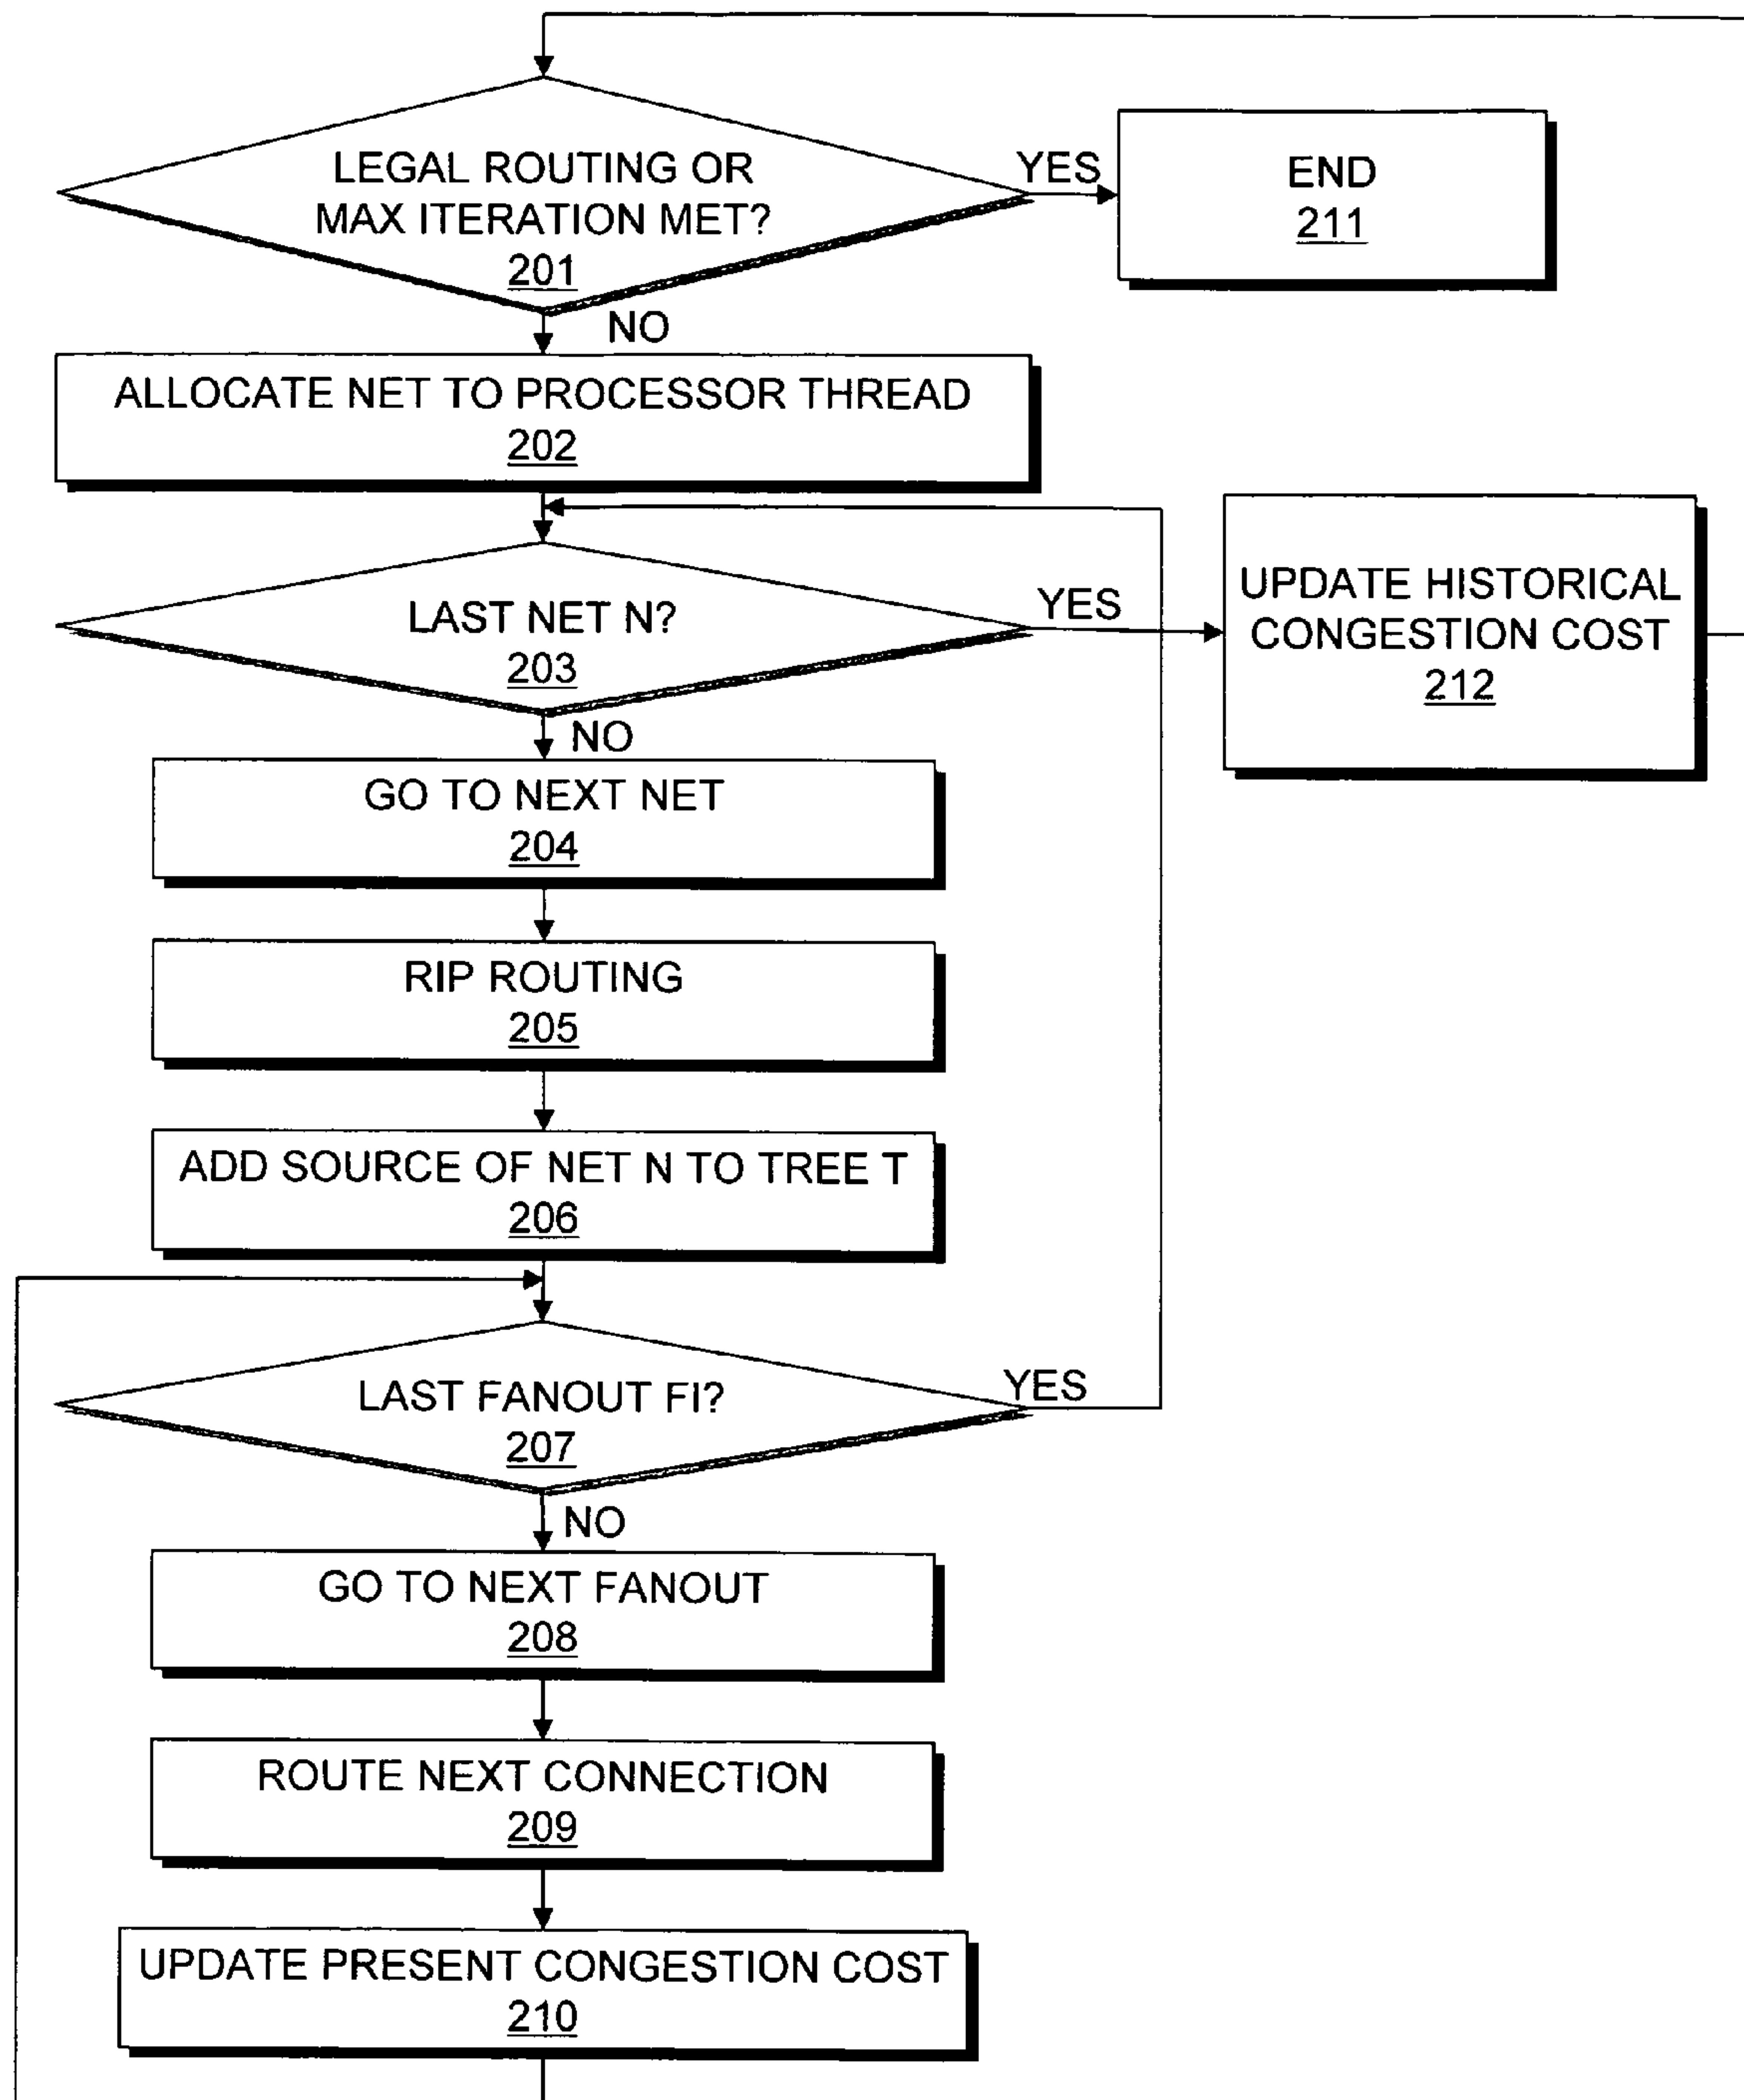 LEGAL ROUTING OR
MAX ITERATION MET?
201
YES
END
211
NO
ALLOCATE NET TO PROCESSOR THREAD
202
LAST NET N?
203
YES
UPDATE HISTORICAL
CONGESTION COST
212
NO
GO TO NEXT NET
204
RIP ROUTING
205
ADD SOURCE OF NET N TO TREE T
206
LAST FANOUT FI?
207
YES
NO
GO TO NEXT FANOUT
208
ROUTE NEXT CONNECTION
209
UPDATE PRESENT CONGESTION COST
210